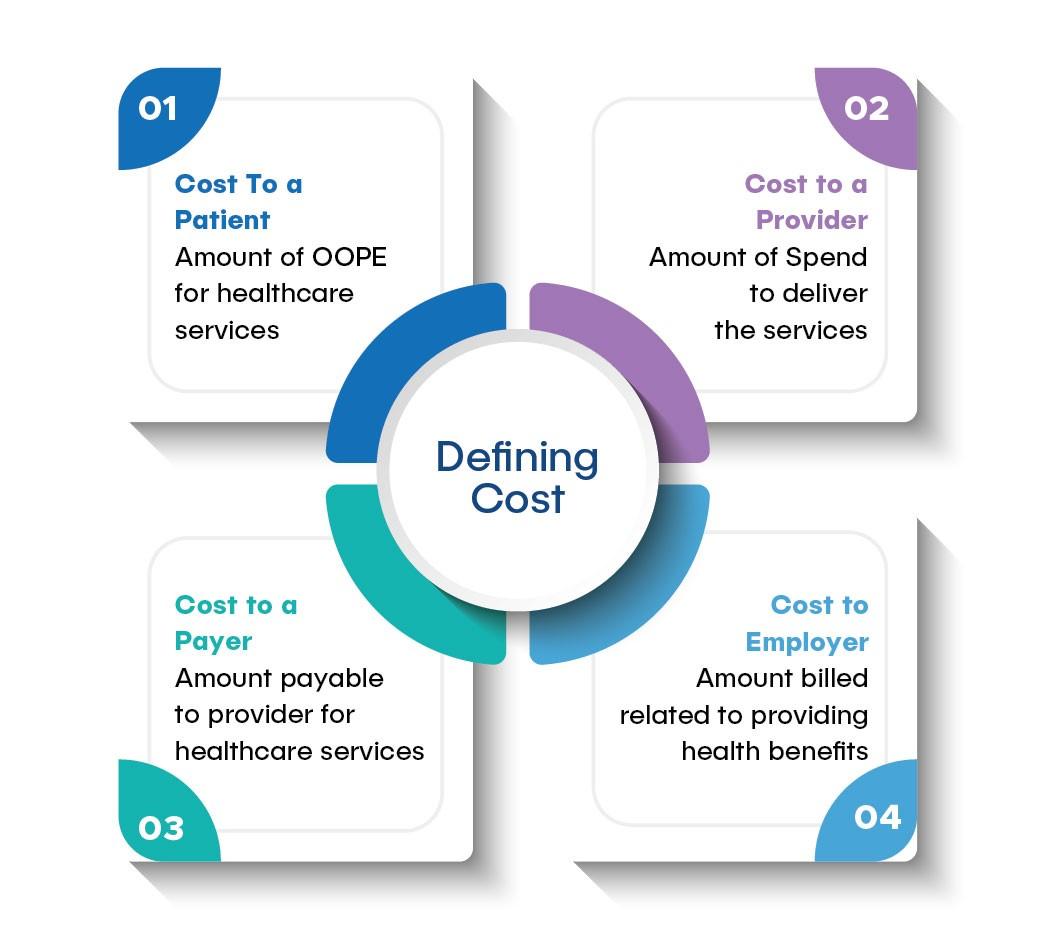 01
Cost To a
Patient
Amount of OOPE
for healthcare
services
02
Cost to a
Provider
Amount of Spend
to deliver
the services
Defining
Cost
Cost to a
Payer
Amount payable
to provider for
healthcare services
03
Cost to
Employer
Amount billed
related to providing
health benefits
04